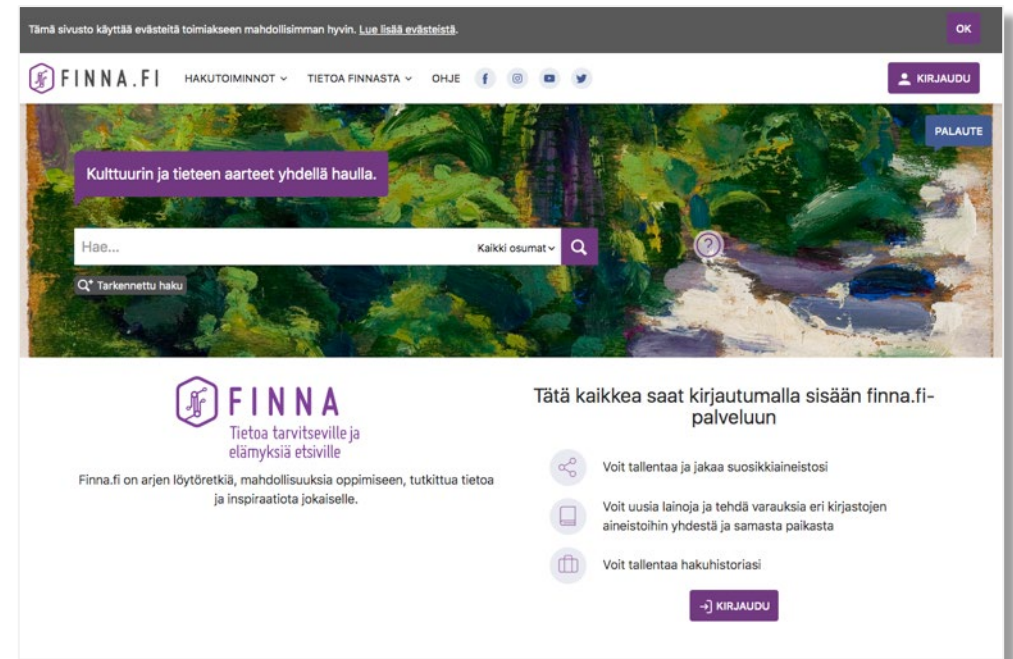 Tämä sivusto käyttää evästeitä toimiakseen mahdollisimman hyvin. Lue lisää evästeistä.
OK
FINNA.FI
HAKUTOIMINNOT
TIETOA FINNASTA
OHJE
KIRJAUDU
PALAUTE
Kulttuurin ja tieteen aarteet yhdellä haulla.
Hae...
Kaikki osumat
Tarkennettu haku
FINNA
Tietoa tarvitseville ja
elämyksiä etsiville
Finna.fi on arjen löytöretkiä, mahdollisuuksia oppimiseen, tutkittua tietoa
ja inspiraatiota jokaiselle.
Tätä kaikkea saat kirjautumalla sisään finna.fi-
palveluun
Voit tallentaa ja jakaa suosikkiaineistosi
Voit uusia lainoja ja tehdä varauksia eri kirjastojen
aineistoihin yhdestä ja samasta paikasta
Voit tallentaa hakuhistoriasi
KIRJAUDU